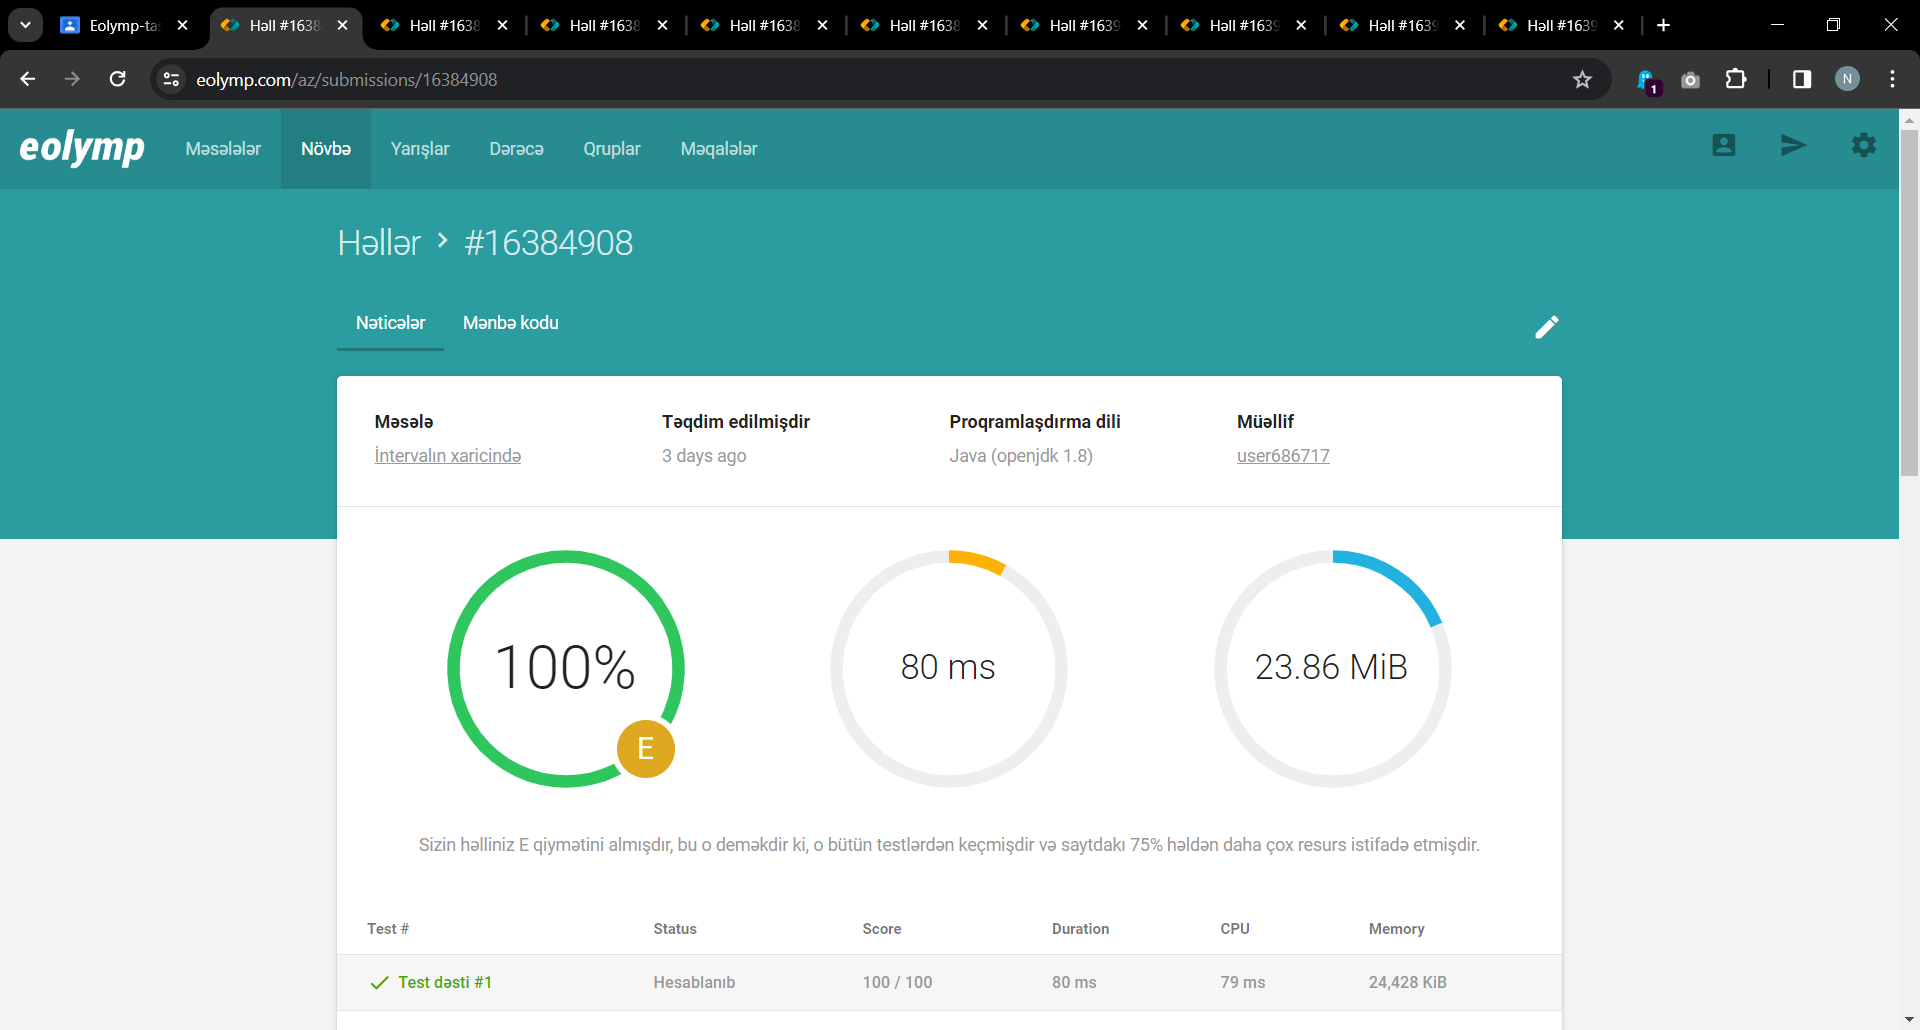 Eolymp-tas
Həll #1638
Həll #1638
Həll #1638
Həll #1638
Həll #1638
Həll #1639
Həll #1639
Həll #1639
Həll #1639
eolymp.com/az/submissions/16384908
1
N
eolymp
Məsələlər
Növbə
Yarışlar
Dərəcə
Qruplar
Məqalələr
Həllər > #16384908
Nəticələr
Mənbə kodu
Məsələ
Təqdim edilmişdir
Proqramlaşdırma dili
Müəllif
İntervalın xaricində
3 days ago
Java (openjdk 1.8)
user686717
100%
E
80 ms
23.86 MiB
Sizin həlliniz E qiymətini almışdır, bu o deməkdir ki, o bütün testlərdən keçmişdir və saytdakı 75% həldən daha çox resurs istifadə etmişdir.
Test #
Status
Score
Duration
CPU
Memory
Test dəsti #1
Hesablanıb
100 / 100
80 ms
79 ms
24,428 KiB